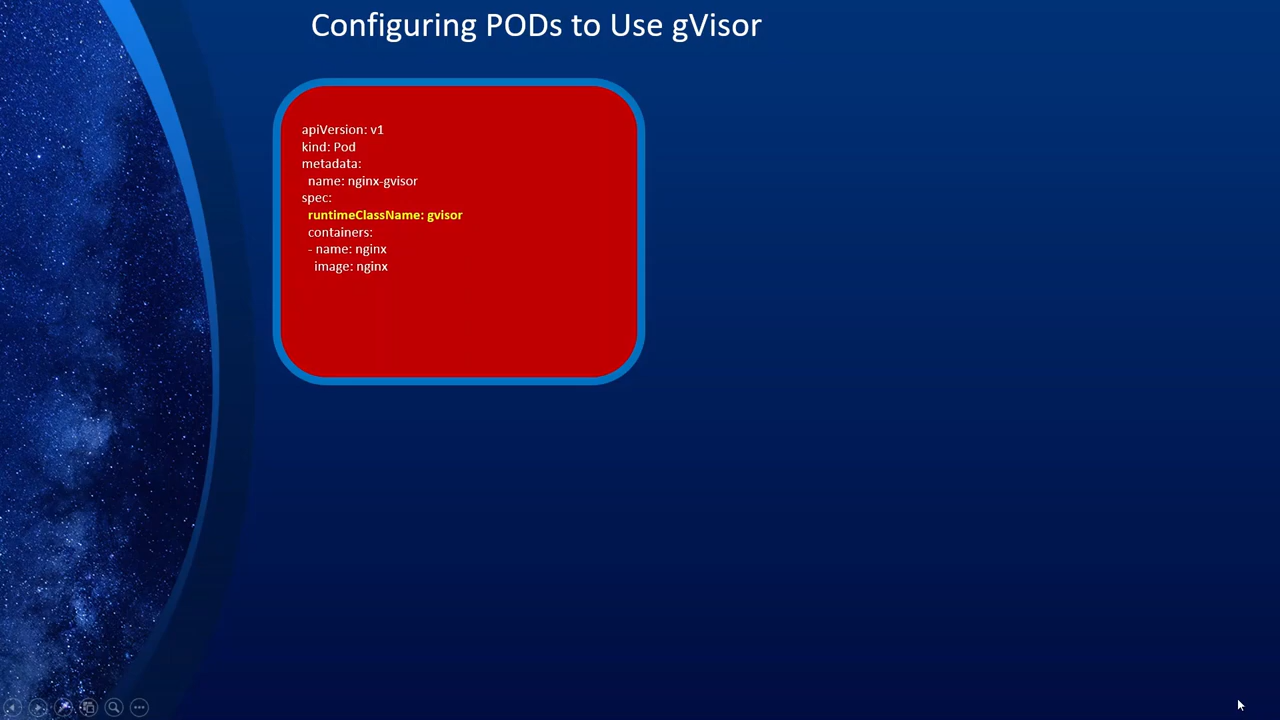 Configuring PODs to Use gVisor
apiVersion: v1
kind: Pod
metadata:
  name: nginx-gvisor
spec:
  runtimeClassName: gvisor
  containers:
  - name: nginx
    image: nginx